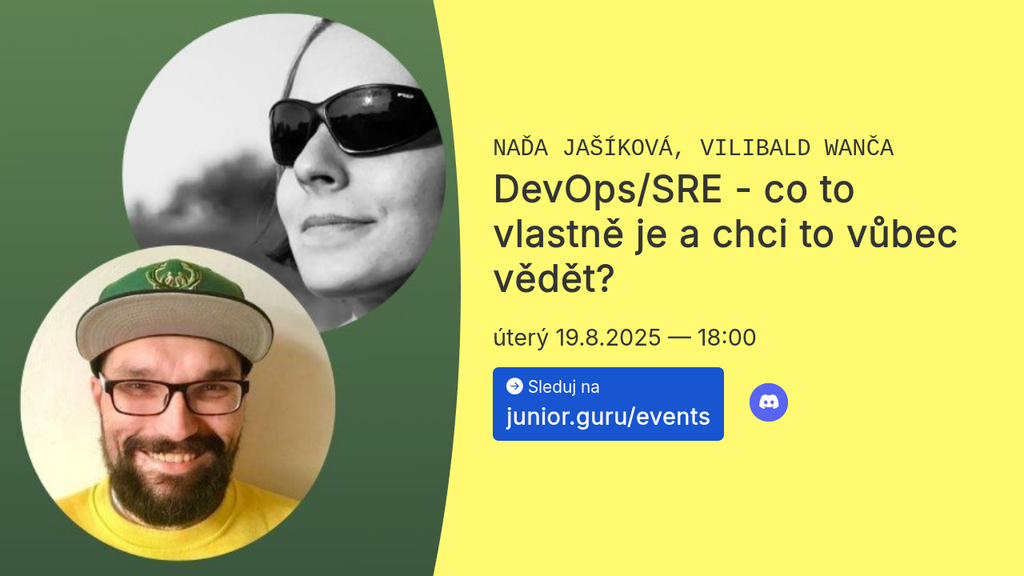 NAĎA JAŠÍKOVÁ, VILIBALD WANČA
DevOps/SRE - co to
vlastně je a chci to vůbec
vědět?
úterý 19.8.2025 — 18:00
Sleduj na
junior.guru/events